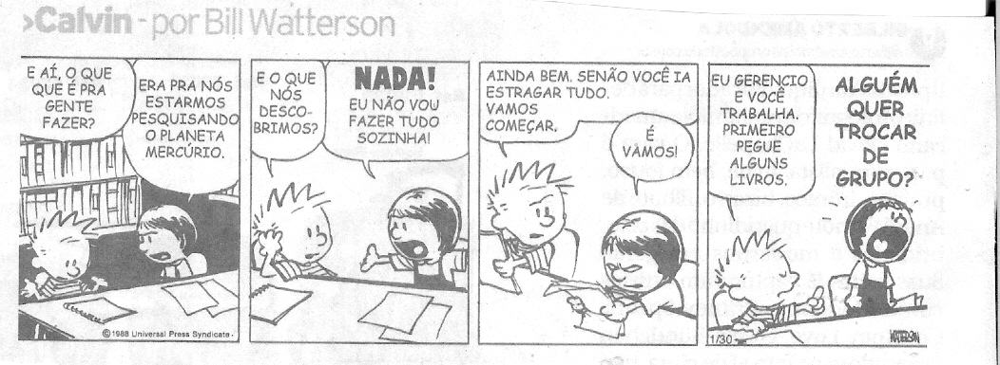 >Calvin - por Bill Watterson
E AÍ, O QUE
QUE É PRA
GENTE
FAZER?
ERA PRA NÓS
ESTARMOS
PESQUISANDO
O PLANETA
MERCÚRIO.
E O QUE
NÓS
DESCO-
BRIMOS?
NADA!
EU NÃO VOU
FAZER TUDO
SOZINHA!
©1988 Universal Press Syndicate
AINDA BEM. SENÃO VOCÊ IA
ESTRAGAR TUDO.
VAMOS
COMEÇAR.
É
VAMOS!
EU GERENCIO
E VOCÊ
TRABALHA.
PRIMEIRO
PEGUE
ALGUNS
LIVROS.
ALGUÉM
QUER
TROCAR
DE
GRUPO?
1/30
WATTERSON